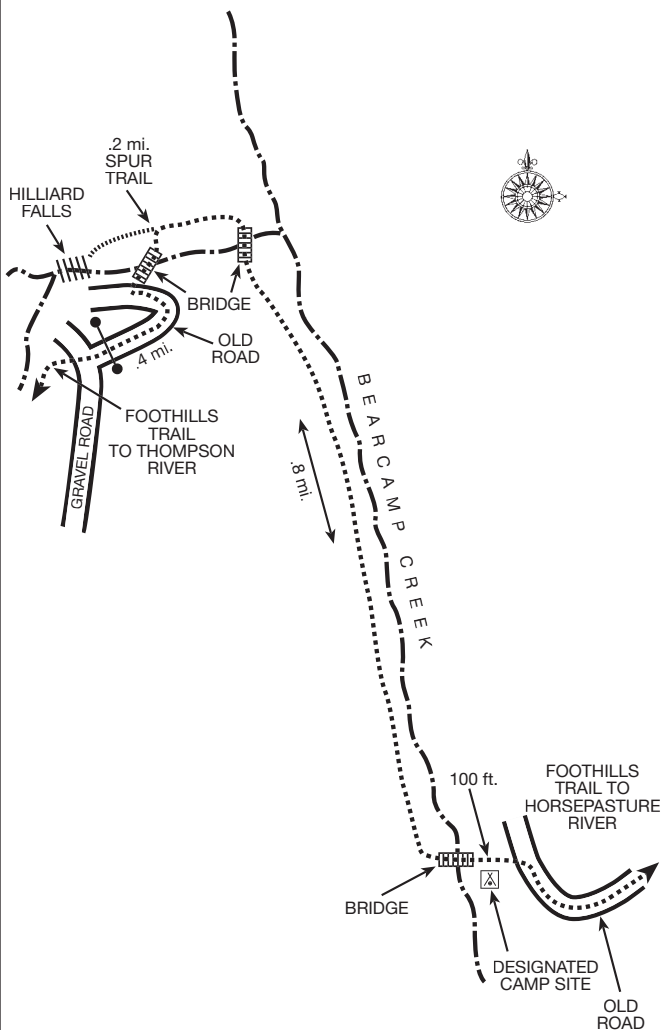 .2 mi.
SPUR
TRAIL
HILLIARD
FALLS
BRIDGE
OLD
ROAD
.4 mi.
FOOTHILLS
TRAIL
TO THOMPSON
RIVER
GRAVEL ROAD
BEARCAMP CREEK
.8 mi.
100 ft.
FOOTHILLS
TRAIL TO
HORSEPASTURE
RIVER
BRIDGE
DESIGNATED
CAMP SITE
OLD
ROAD